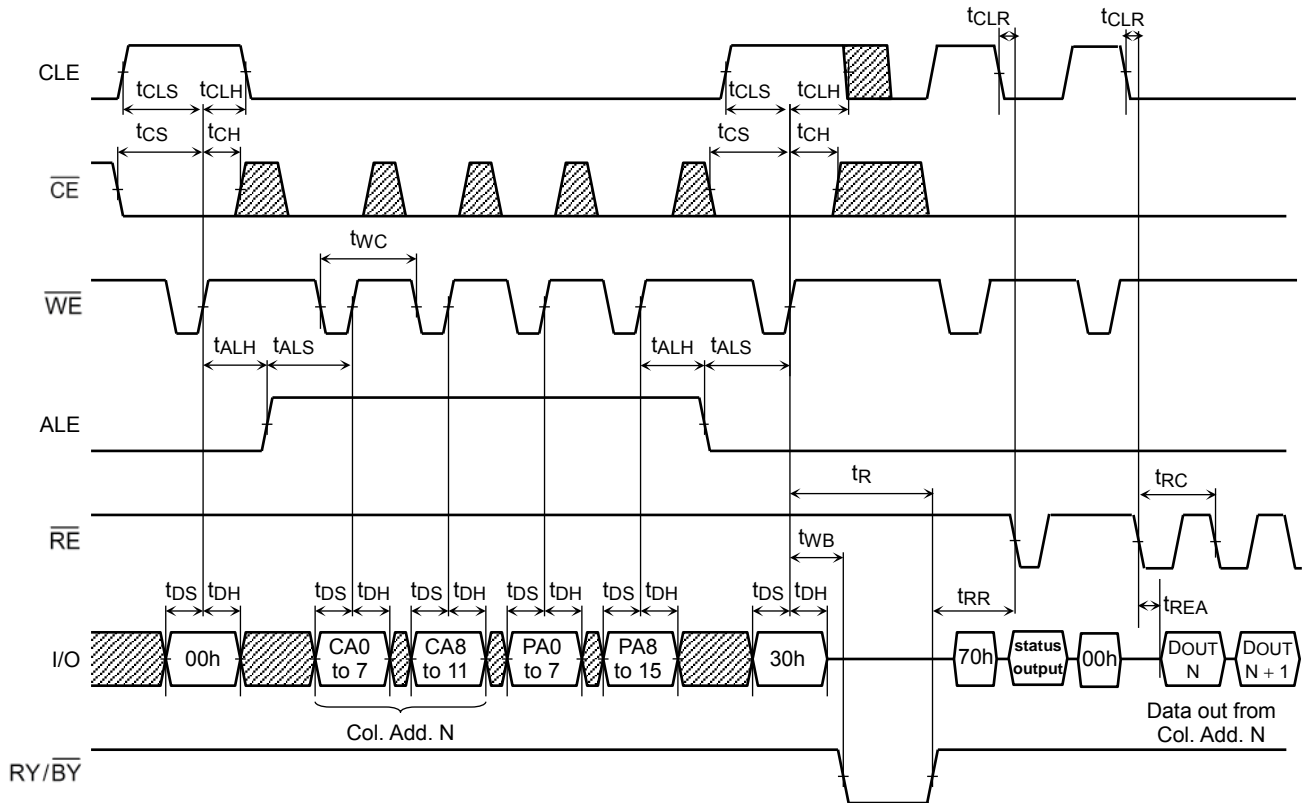 tCLR tCLR
CLE
tCLS tCLH tCLS tCLH
tCS tCH tCS tCH
CE
tWC
WE
tALH tALS tALH tALS
ALE
tR
tRC
RE
tWB
tDS tDH tDS tDH tDS tDH tDS tDH tDS tDH tDS tDH tRR tREA
I/O
00h
CA0 to 7
CA8 to 11
PA0 to 7
PA8 to 15
30h
70h
status output
00h
DOUT N
DOUT N + 1
Col. Add. N
Data out from
Col. Add. N
RY/BY